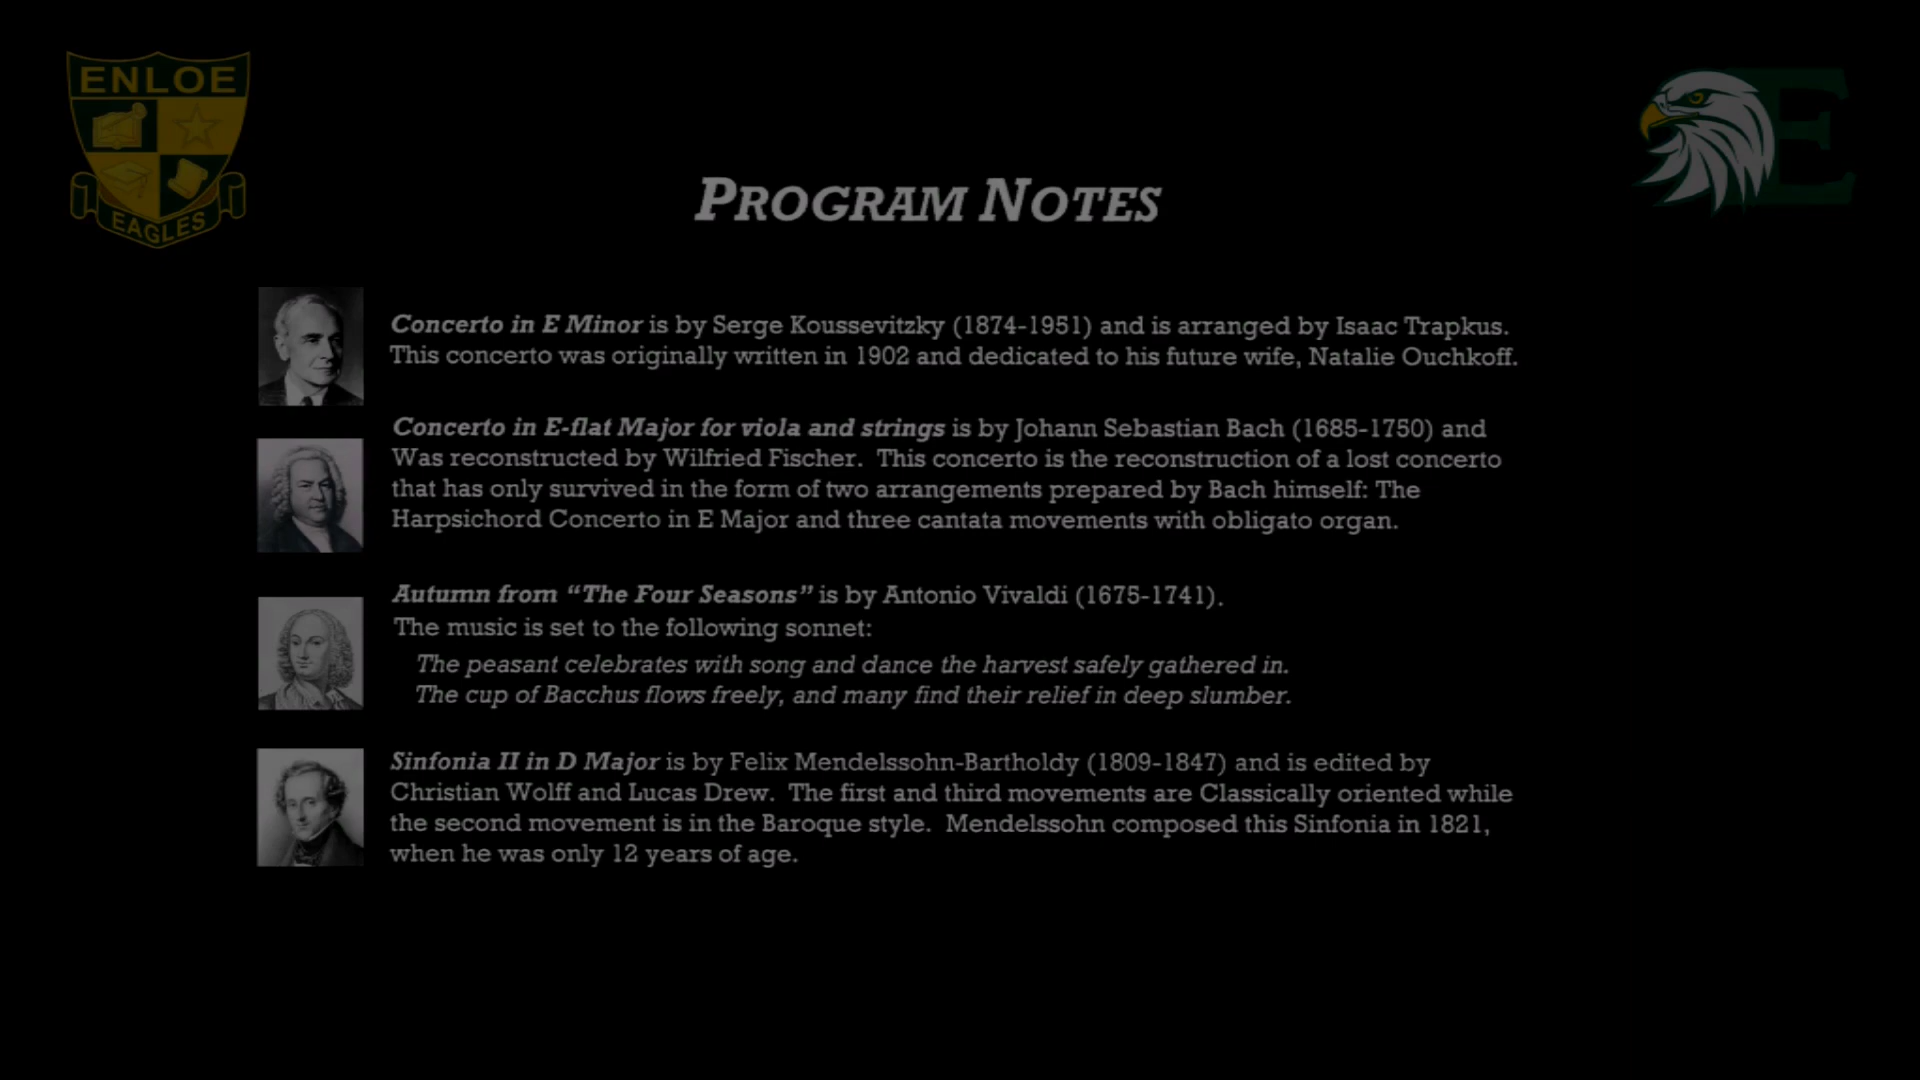 ENLOE
EAGLES
E
PROGRAM NOTES
Concerto in E Minor is by Serge Koussevitzky (1874-1951) and is arranged by Isaac Trapkus.
This concerto was originally written in 1902 and dedicated to his future wife, Natalie Ouchkoff.
Concerto in E-flat Major for viola and strings is by Johann Sebastian Bach (1685-1750) and
Was reconstructed by Wilfried Fischer. This concerto is the reconstruction of a lost concerto
that has only survived in the form of two arrangements prepared by Bach himself: The
Harpsichord Concerto in E Major and three cantata movements with obligato organ.
Autumn from “The Four Seasons” is by Antonio Vivaldi (1675-1741).
The music is set to the following sonnet:
The peasant celebrates with song and dance the harvest safely gathered in.
The cup of Bacchus flows freely, and many find their relief in deep slumber.
Sinfonia II in D Major is by Felix Mendelssohn-Bartholdy (1809-1847) and is edited by
Christian Wolff and Lucas Drew. The first and third movements are Classically oriented while
the second movement is in the Baroque style. Mendelssohn composed this Sinfonia in 1821,
when he was only 12 years of age.